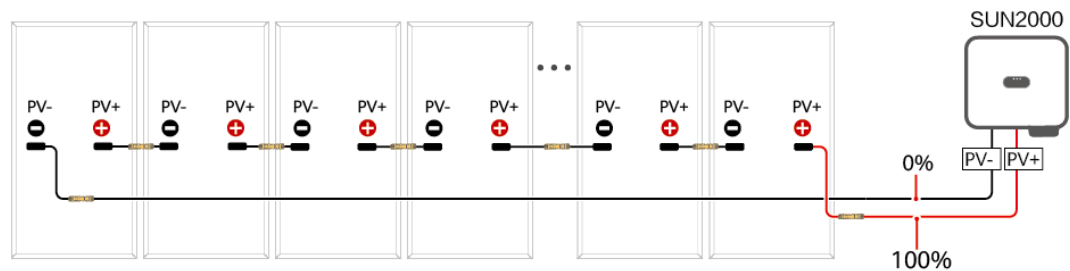 SUN2000
PV- PV+ PV- PV+ PV- PV+ PV- PV+ PV- PV+ PV- PV+
0% PV- PV+
100%